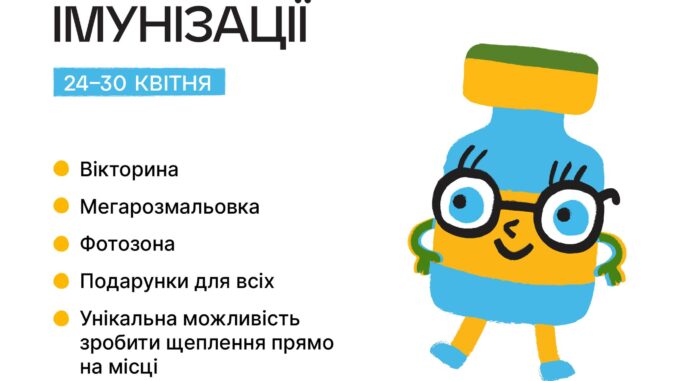 ІМУНІЗАЦІЇ
24–30 КВІТНЯ
Вікторина
Мегарозмальовка
Фотозона
Подарунки для всіх
Унікальна можливість
зробити щеплення прямо
на місці